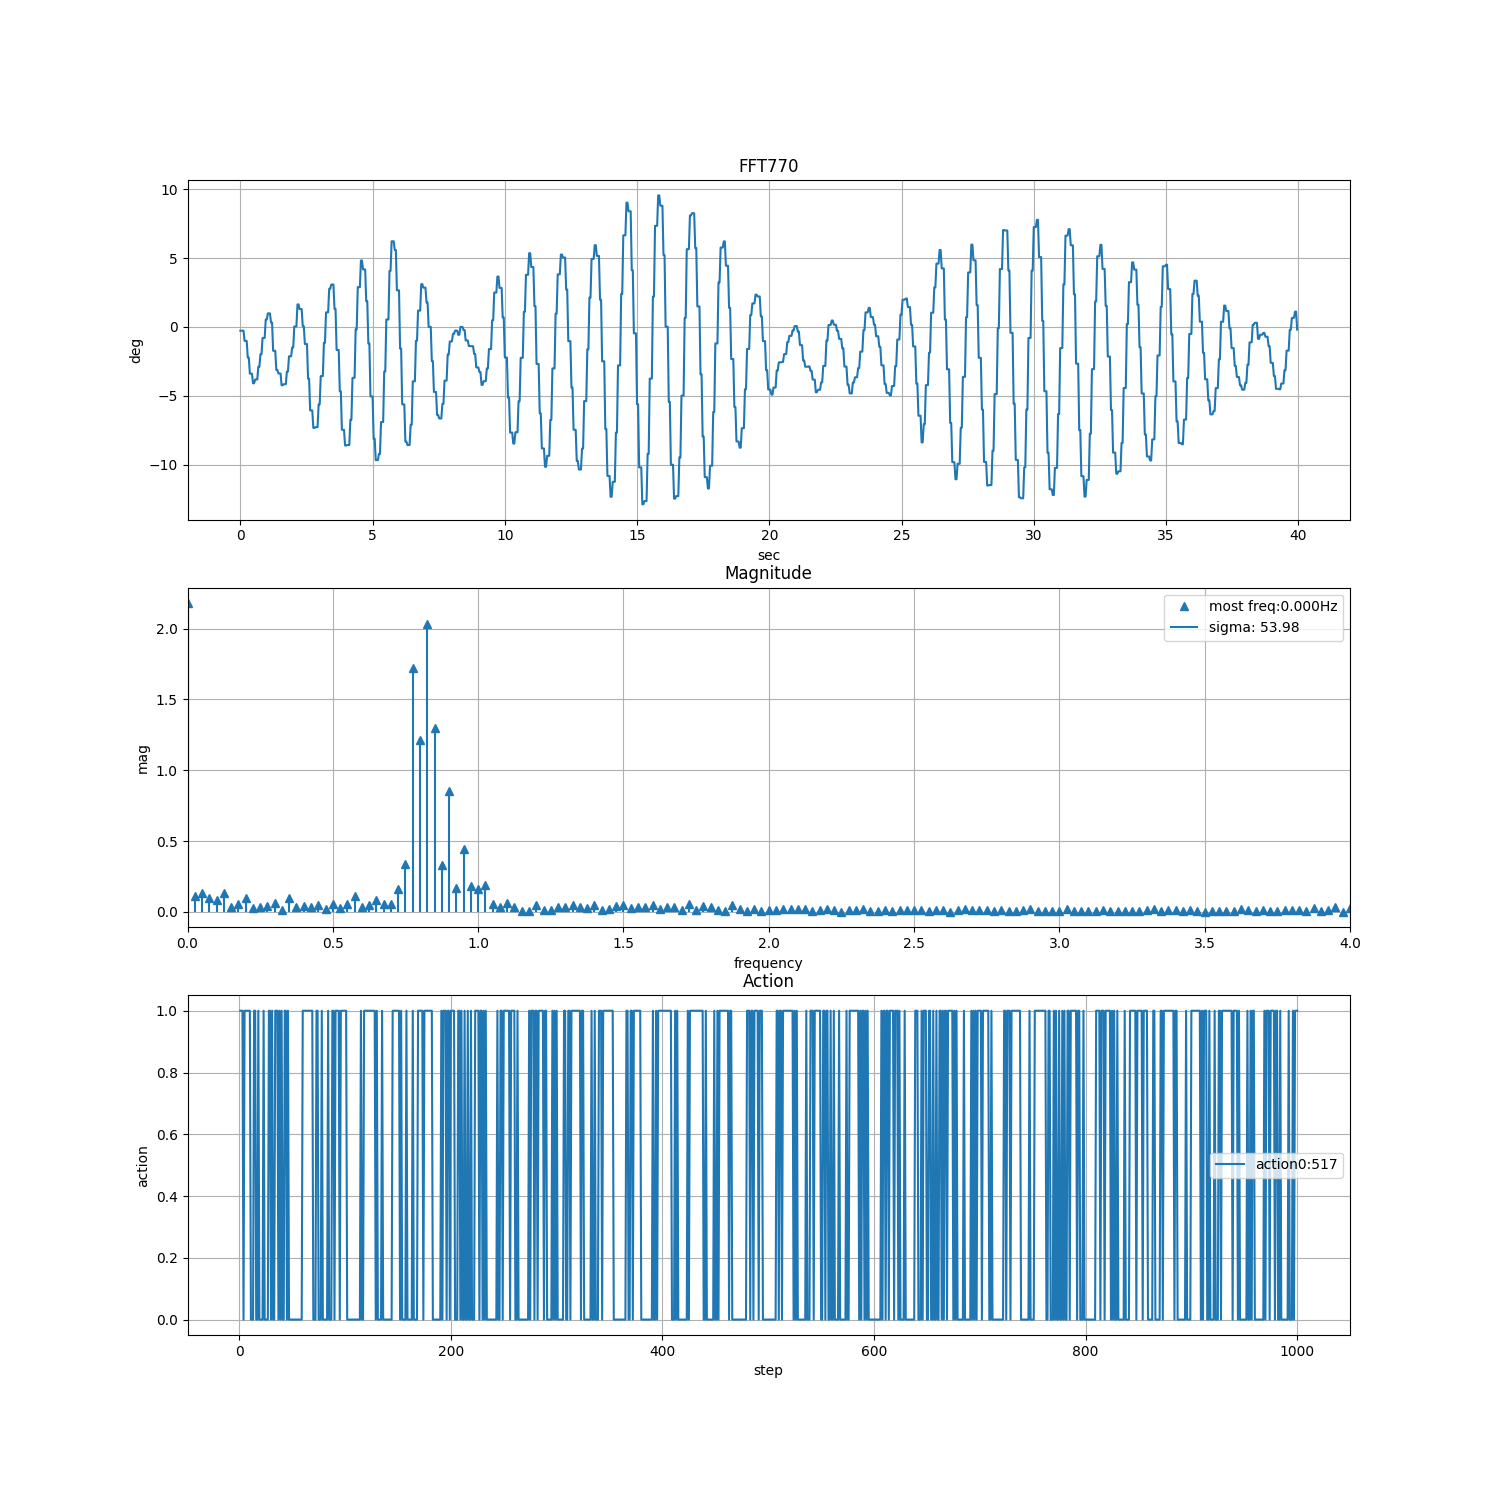 FFT770
10
5
0
−5
−10
deg
0 5 10 15 20 25 30 35 40
sec
Magnitude
most freq:0.000Hz
sigma: 53.98
2.0
1.5
1.0
0.5
0.0
mag
0.0 0.5 1.0 1.5 2.0 2.5 3.0 3.5 4.0
frequency
Action
1.0
0.8
0.6
0.4
0.2
0.0
action
action0:517
0 200 400 600 800 1000
step